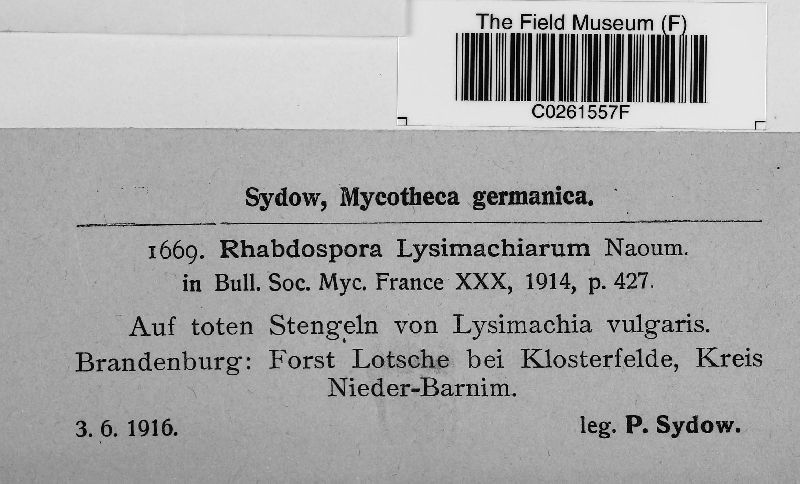 The Field Museum (F)
C0261557F
Sydow, Mycotheca germanica.
1669. Rhabdospora Lysimachiarum Naoum.
in Bull. Soc. Myc. France XXX, 1914, p. 427.
Auf toten Stengeln von Lysimachia vulgaris.
Brandenburg: Forst Lotsche bei Klosterfelde, Kreis
Nieder-Barnim.
3. 6. 1916. leg. P. Sydow.